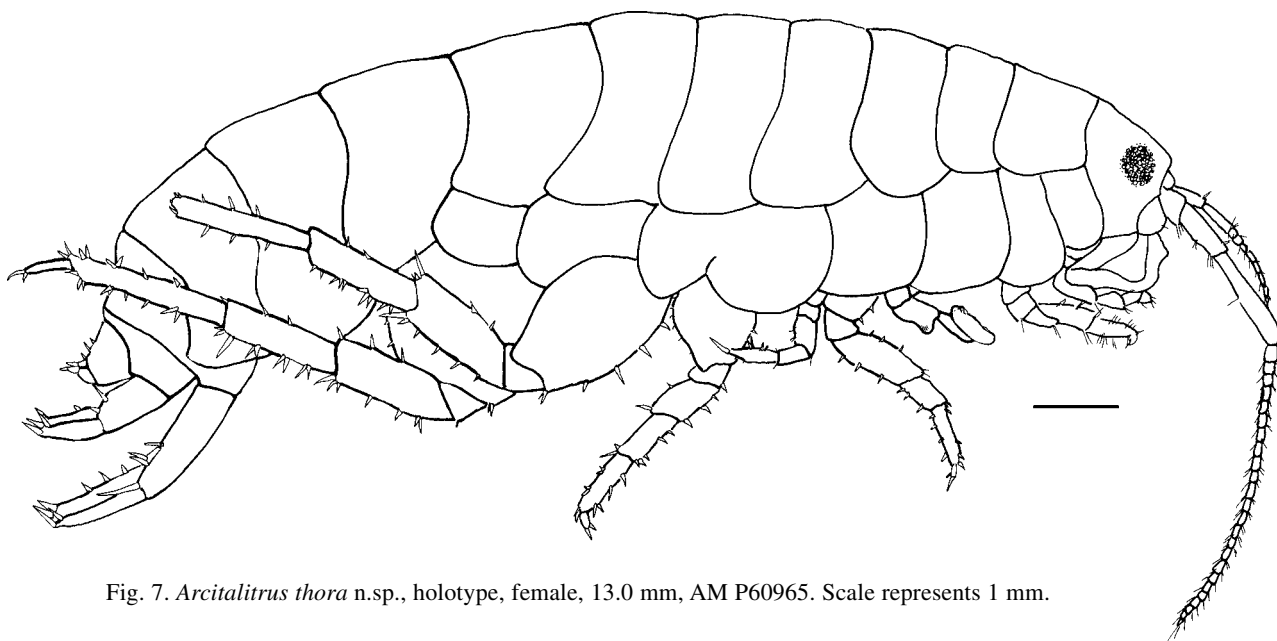 Fig. 7. Arcitalitrus thora n.sp., holotype, female, 13.0 mm, AM P60965. Scale represents 1 mm.